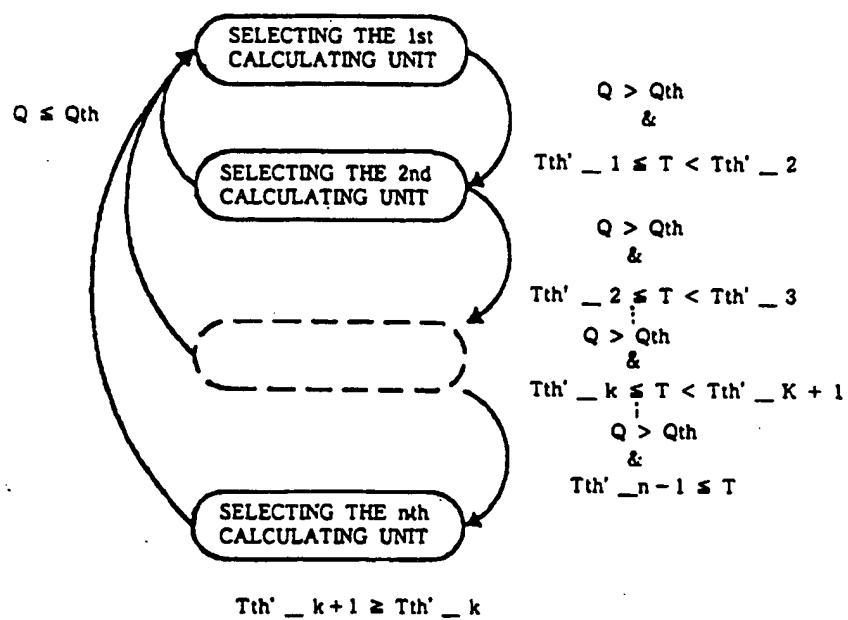 SELECTING THE 1st
CALCULATING UNIT
Q ≦ Qth
Q > Qth
&
Tth' _ 1 ≦ T < Tth' _ 2
SELECTING THE 2nd
CALCULATING UNIT
Q > Qth
&
Tth' _ 2 ≦ T < Tth' _ 3
Q > Qth
&
Tth' _ k ≦ T < Tth' _ K + 1
Q > Qth
&
Tth' _n-1 ≦ T
SELECTING THE nth
CALCULATING UNIT
Tth' _ k+1 ≧ Tth' _ k